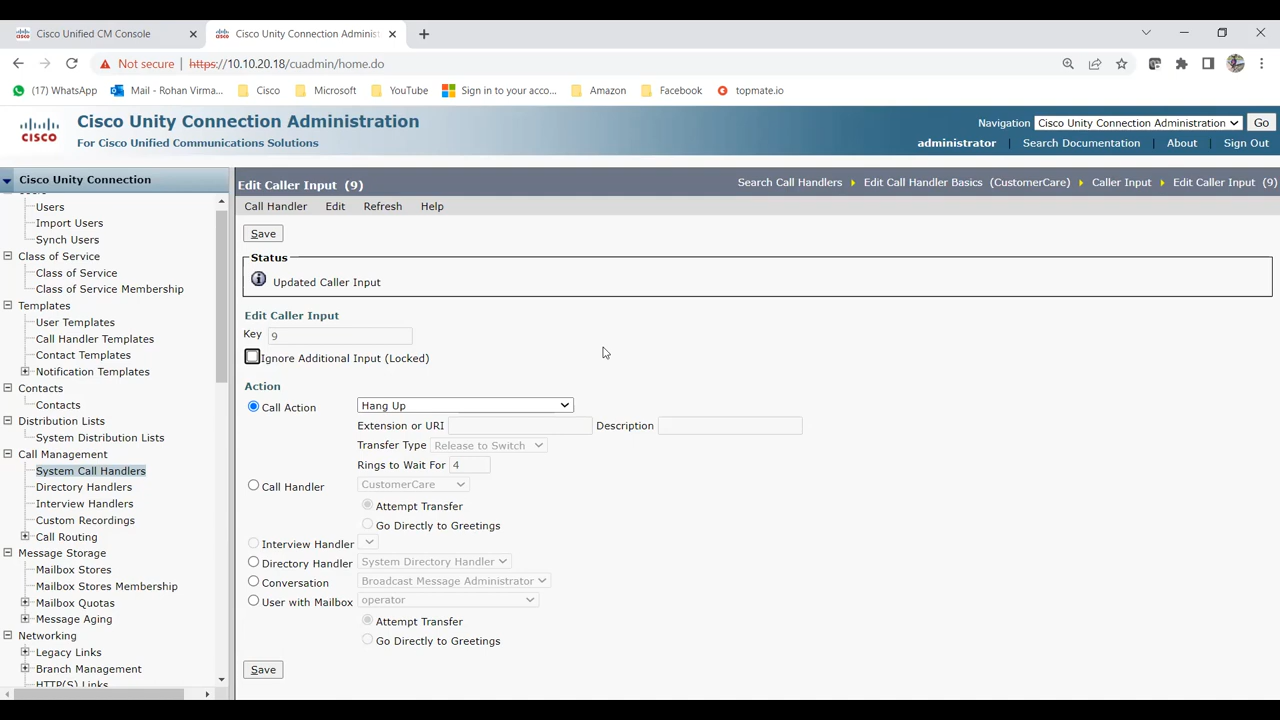 Cisco Unified CM Console
Cisco Unity Connection Adminis
Not secure https://10.10.20.18/cuadmin/home.do
(17) WhatsApp Mail - Rohan Virma... Cisco Microsoft YouTube Sign in to your acco... Amazon Facebook topmate.io
CISCO
Cisco Unity Connection Administration
For Cisco Unified Communications Solutions
Navigation Cisco Unity Connection Administration Go
administrator | Search Documentation | About | Sign Out
Cisco Unity Connection
Users
Users
Import Users
Synch Users
Class of Service
Class of Service
Class of Service Membership
Templates
User Templates
Call Handler Templates
Contact Templates
Notification Templates
Contacts
Contacts
Distribution Lists
System Distribution Lists
Call Management
System Call Handlers
Directory Handlers
Interview Handlers
Custom Recordings
Call Routing
Message Storage
Mailbox Stores
Mailbox Stores Membership
Mailbox Quotas
Message Aging
Networking
Legacy Links
Branch Management
HTTP(S) Links
Edit Caller Input (9)
Search Call Handlers Edit Call Handler Basics (CustomerCare) Caller Input Edit Caller Input (9)
Call Handler Edit Refresh Help
Save
Status
Updated Caller Input
Edit Caller Input
Key 9
Ignore Additional Input (Locked)
Action
Call Action Hang Up
Extension or URI Description
Transfer Type Release to Switch
Rings to Wait For 4
Call Handler CustomerCare
Attempt Transfer
Go Directly to Greetings
Interview Handler
Directory Handler System Directory Handler
Conversation Broadcast Message Administrator
User with Mailbox operator
Attempt Transfer
Go Directly to Greetings
Save